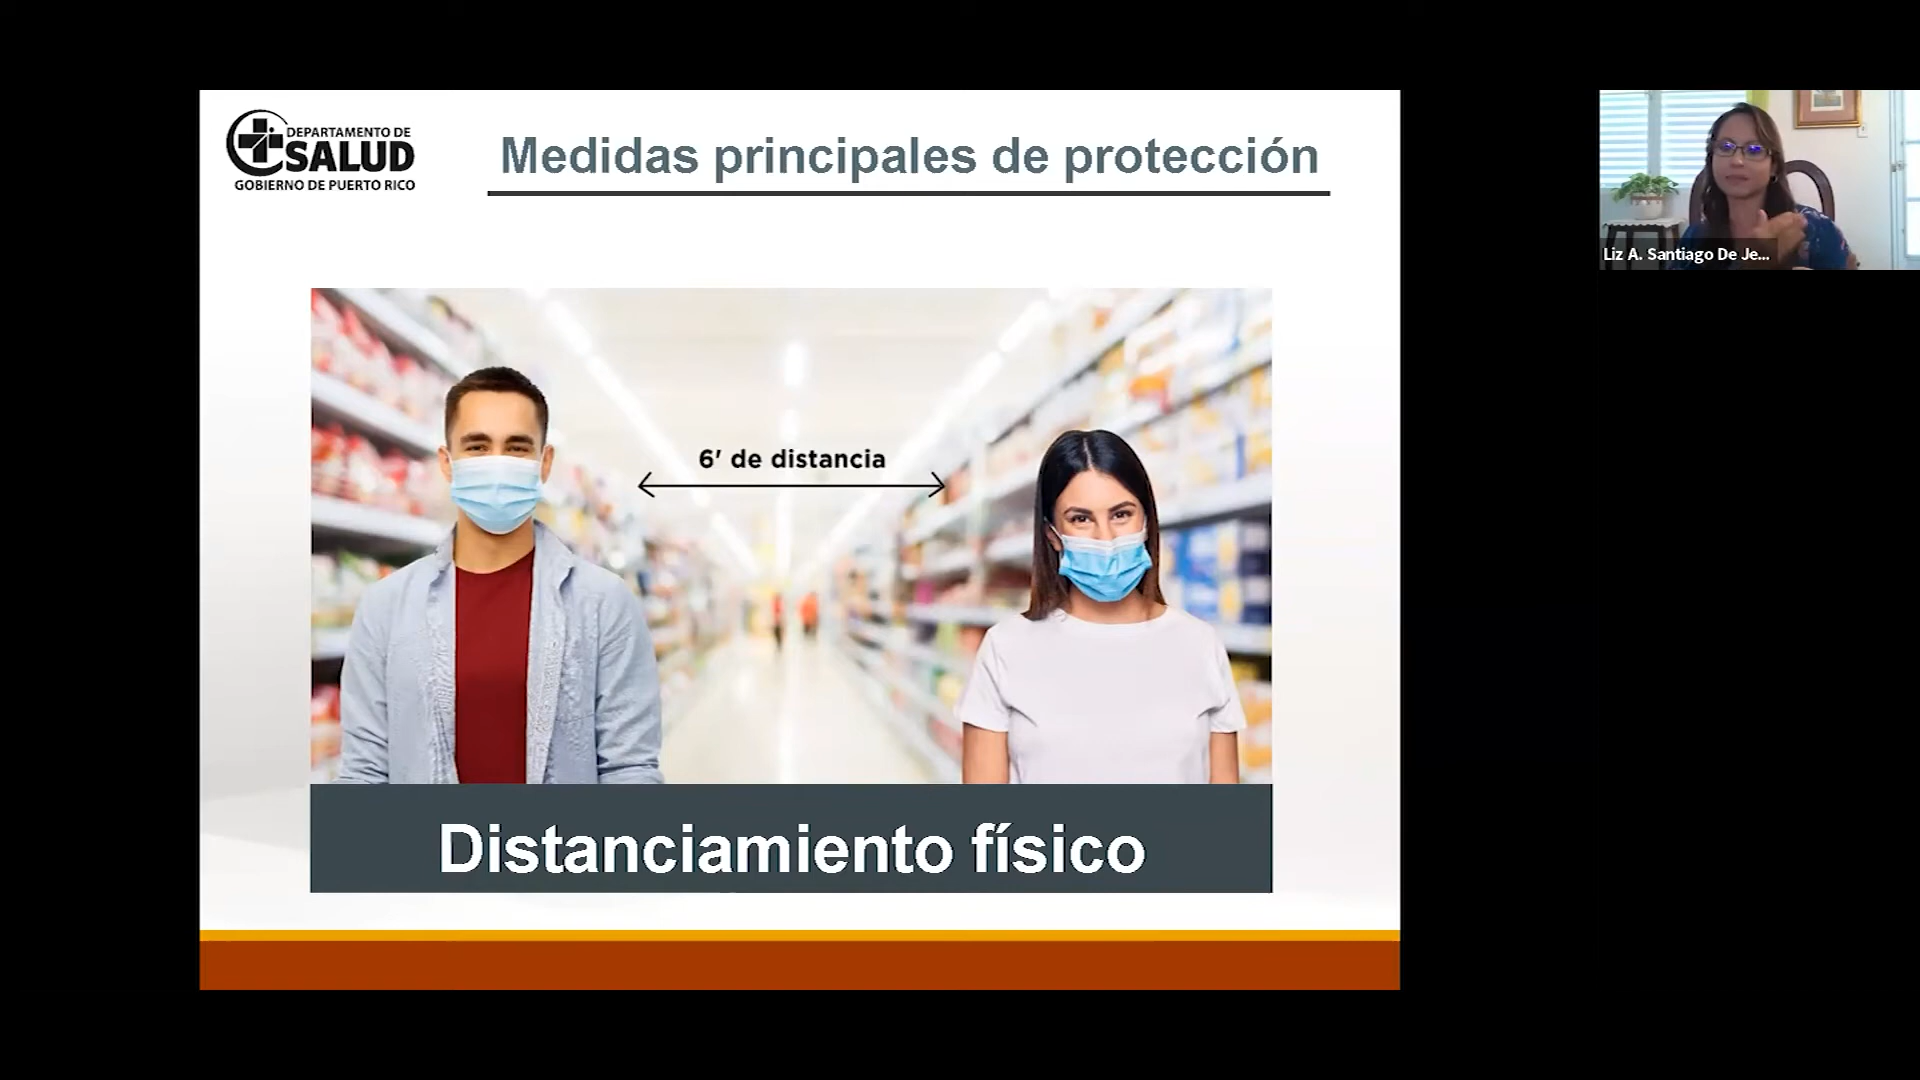 DEPARTAMENTO DE
SALUD
GOBIERNO DE PUERTO RICO
Medidas principales de protección
Liz A. Santiago De Je...
6' de distancia
Distanciamiento físico